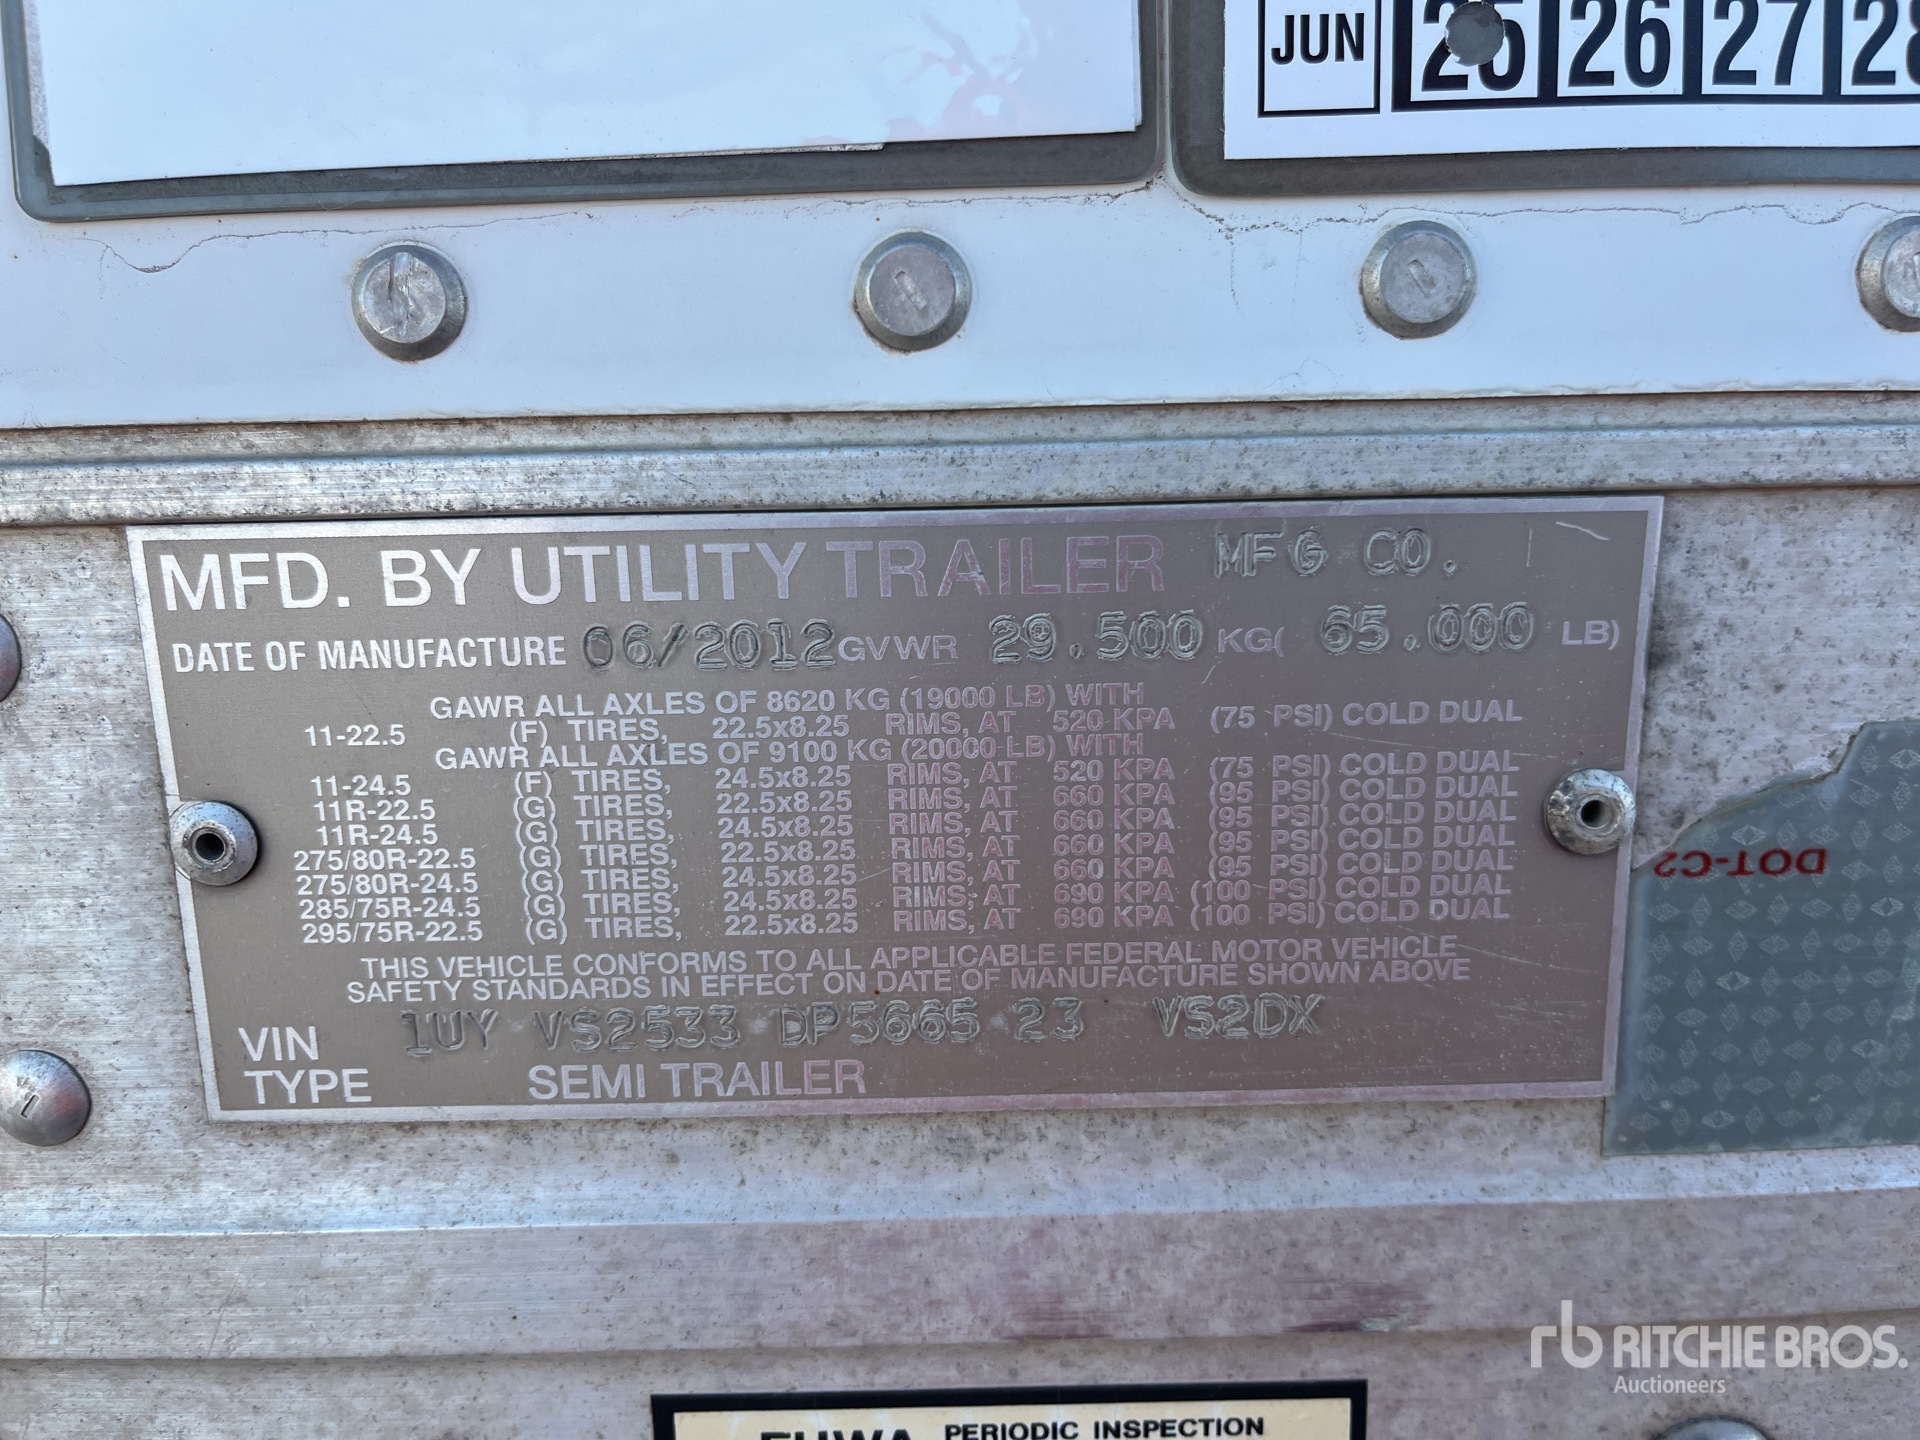 JUN 25 26 27 28
MFD. BY UTILITY TRAILER MFG CO.
DATE OF MANUFACTURE 06/2012 GVWR 29.500 KG( 65.000 LB)
GAWR ALL AXLES OF 8620 KG (19000 LB) WITH
11-22.5 (F) TIRES, 22.5x8.25 RIMS, AT 520 KPA (75 PSI) COLD DUAL
GAWR ALL AXLES OF 9100 KG (20000 LB) WITH
11-24.5 (F) TIRES, 24.5x8.25 RIMS, AT 520 KPA (75 PSI) COLD DUAL
11R-22.5 (G) TIRES, 22.5x8.25 RIMS, AT 660 KPA (95 PSI) COLD DUAL
11R-24.5 (G) TIRES, 24.5x8.25 RIMS, AT 660 KPA (95 PSI) COLD DUAL
275/80R-22.5 (G) TIRES, 22.5x8.25 RIMS, AT 660 KPA (95 PSI) COLD DUAL
275/80R-24.5 (G) TIRES, 24.5x8.25 RIMS, AT 660 KPA (95 PSI) COLD DUAL
285/75R-24.5 (G) TIRES, 24.5x8.25 RIMS, AT 690 KPA (100 PSI) COLD DUAL
295/75R-22.5 (G) TIRES, 22.5x8.25 RIMS, AT 690 KPA (100 PSI) COLD DUAL
THIS VEHICLE CONFORMS TO ALL APPLICABLE FEDERAL MOTOR VEHICLE
SAFETY STANDARDS IN EFFECT ON DATE OF MANUFACTURE SHOWN ABOVE
VIN 1UY VS2533 DP5665 23 VS2DX
TYPE SEMI TRAILER
DOT-C2
rb RITCHIE BROS.
Auctioneers
FHWA PERIODIC INSPECTION